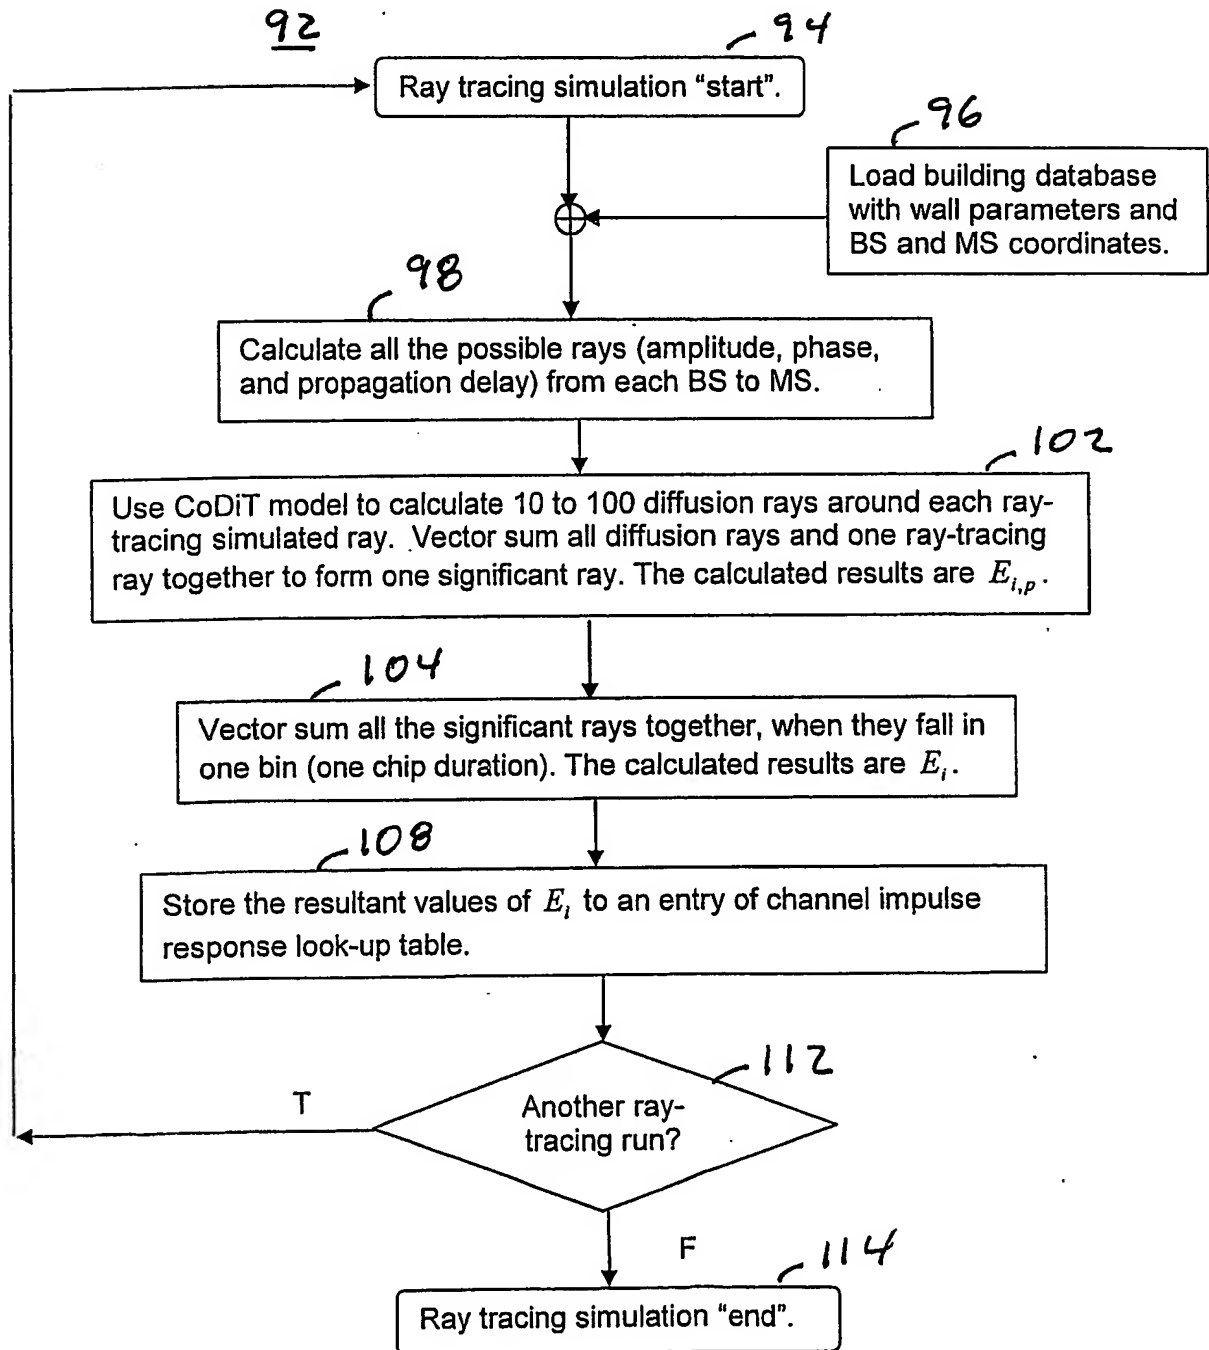 92
94
Ray tracing simulation “start”.
96
Load building database
with wall parameters and
BS and MS coordinates.
98
Calculate all the possible rays (amplitude, phase,
and propagation delay) from each BS to MS.
102
Use CoDiT model to calculate 10 to 100 diffusion rays around each ray-
tracing simulated ray. Vector sum all diffusion rays and one ray-tracing
ray together to form one significant ray. The calculated results are E_{i,p}.
104
Vector sum all the significant rays together, when they fall in
one bin (one chip duration). The calculated results are E_i.
108
Store the resultant values of E_i to an entry of channel impulse
response look-up table.
112
Another ray-
tracing run?
T
F
114
Ray tracing simulation “end”.